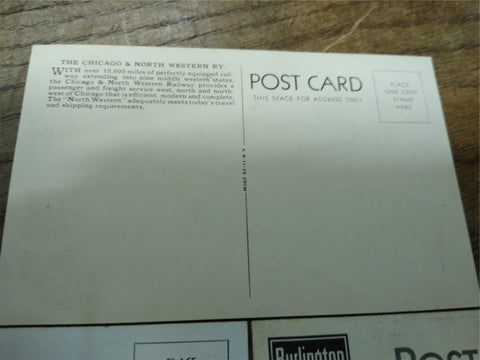 THE CHICAGO & NORTH WESTERN RY.
WITH over 10,000 miles of perfectly equipped rail-
way extending into nine middle western states,
the Chicago & North Western Railway provides a
passenger and freight service west, north and north-
west of Chicago that is efficient, modern and complete.
The "North Western" adequately meets today's travel
and shipping requirements.
POST CARD
THIS SPACE FOR ADDRESS ONLY
PLACE
ONE CENT
STAMP
HERE
PLACE
Burlington
POST